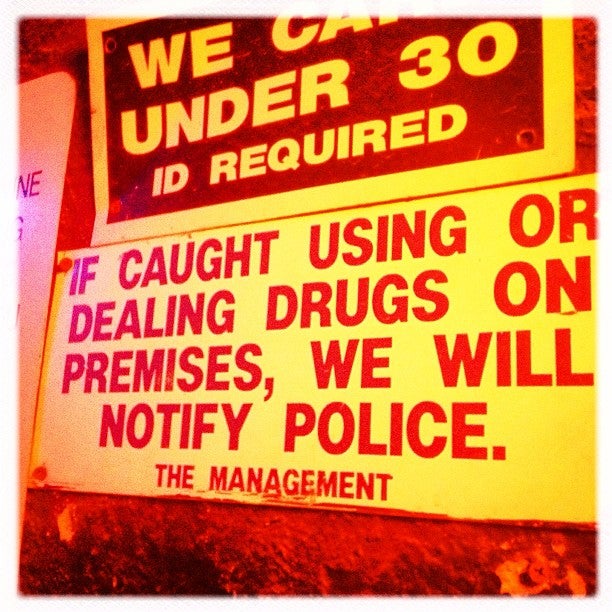 WE
UNDER 30
ID REQUIRED
NE
IF CAUGHT USING OR
DEALING DRUGS ON
PREMISES, WE WILL
NOTIFY POLICE.
THE MANAGEMENT